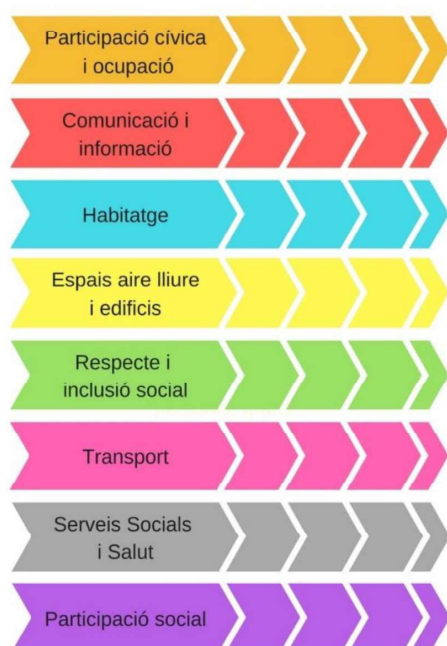 Participació cívica
i ocupació
Comunicació i
informació
Habitatge
Espais aire lliure
i edificis
Respecte i
inclusió social
Transport
Serveis Socials
i Salut
Participació social